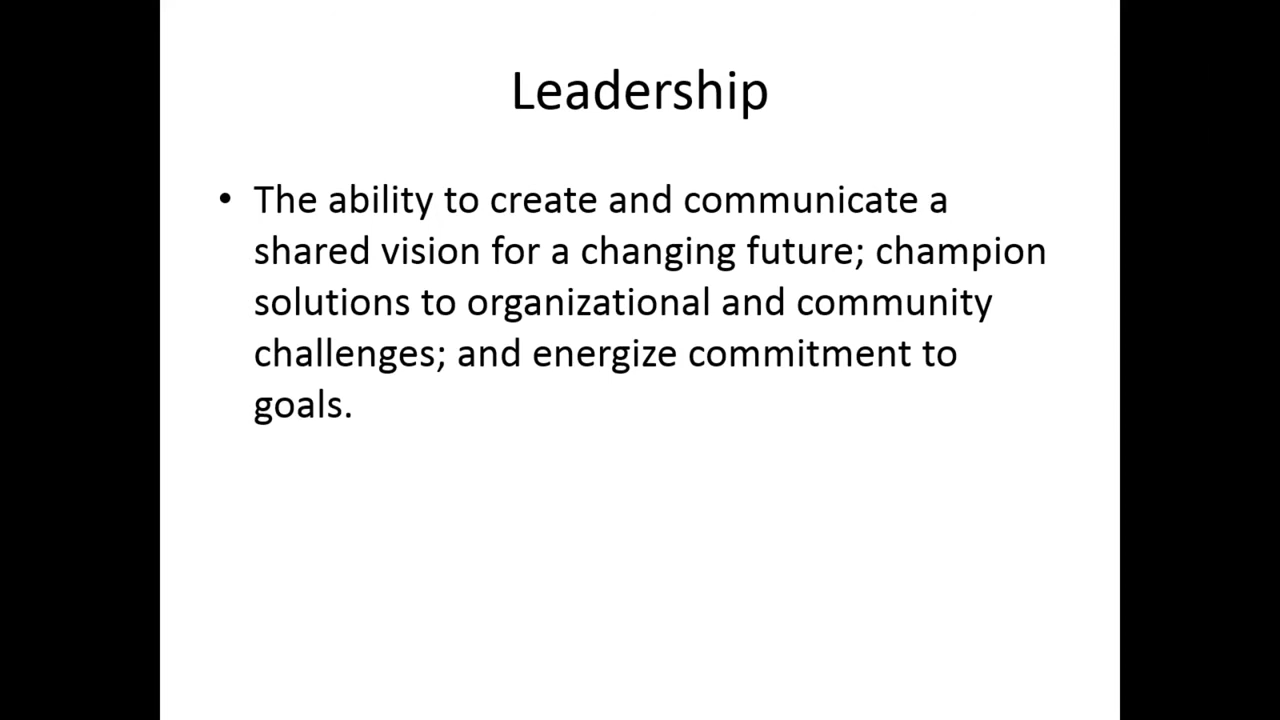 Leadership
• The ability to create and communicate a
shared vision for a changing future; champion
solutions to organizational and community
challenges; and energize commitment to
goals.